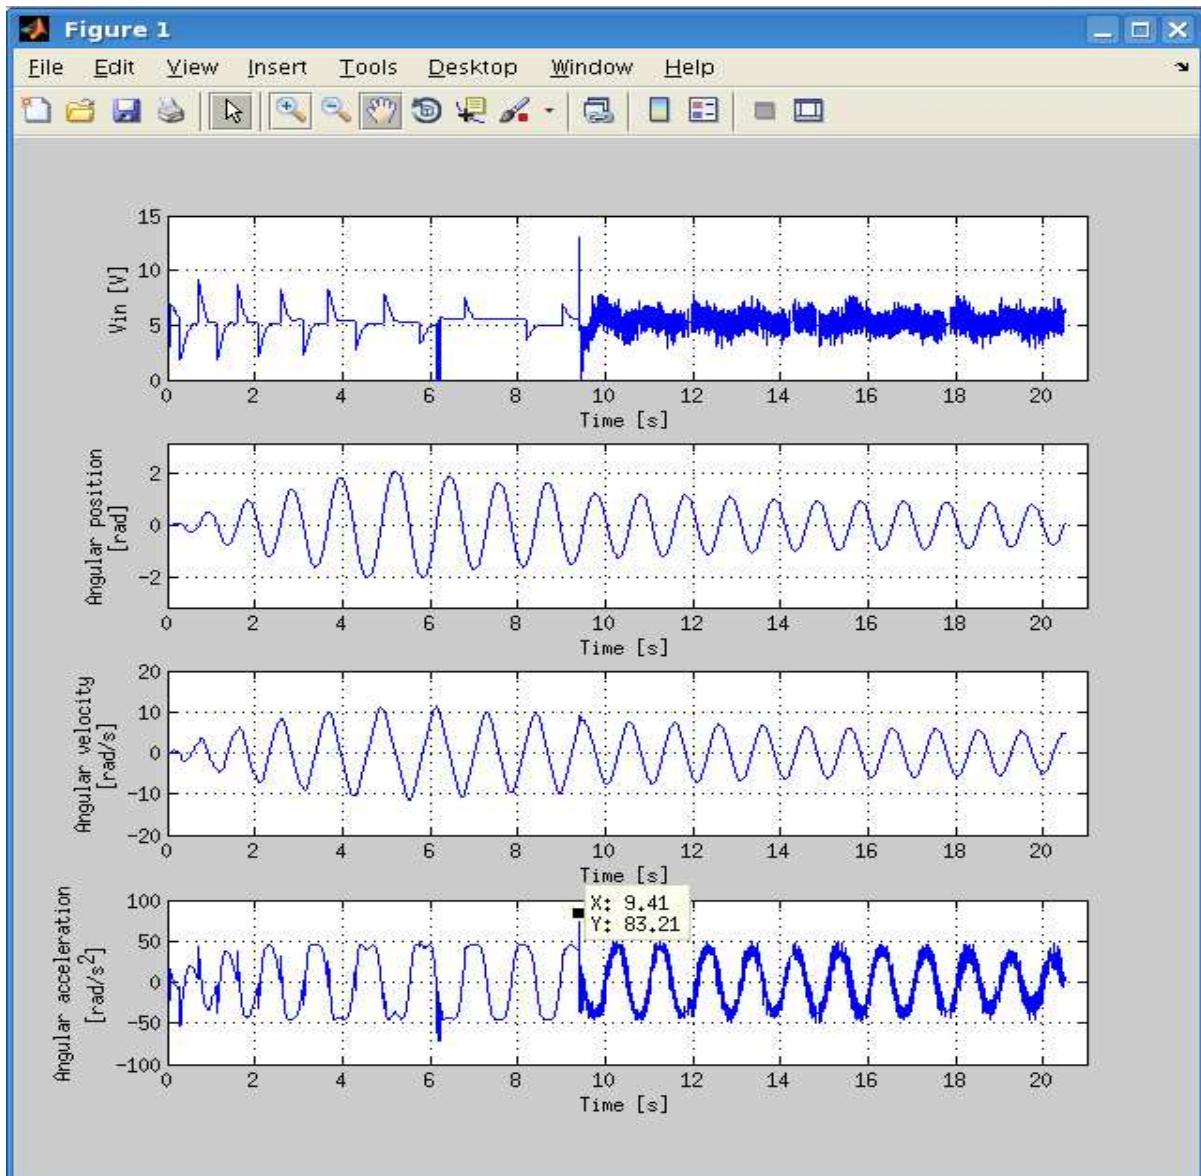 Figure 1
File Edit View Insert Tools Desktop Window Help
15
10
5
0
Vin [V]
0 2 4 6 8 10 12 14 16 18 20
Time [s]
2
0
-2
Angular position
[rad]
0 2 4 6 8 10 12 14 16 18 20
Time [s]
20
10
0
-10
-20
Angular velocity
[rad/s]
0 2 4 6 8 10 12 14 16 18 20
Time [s]
100
50
0
-50
-100
Angular acceleration
[rad/s²]
X: 9.41
Y: 83.21
0 2 4 6 8 10 12 14 16 18 20
Time [s]